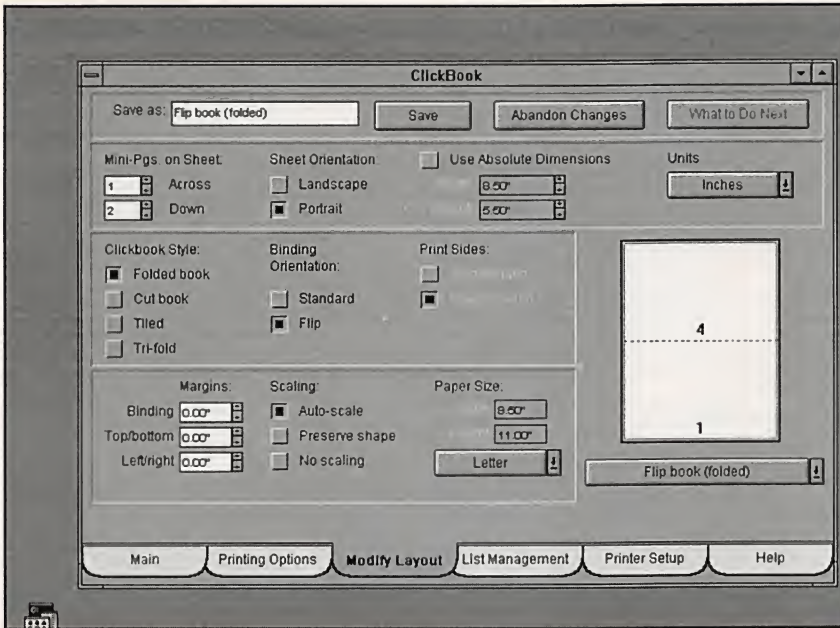 ClickBook
Save as: Flip book (folded) Save Abandon Changes What to Do Next
Mini-Pgs. on Sheet: Sheet Orientation: Use Absolute Dimensions Units
1 Across Landscape 8.50" Inches
2 Down Portrait 5.50"
Clickbook Style: Binding Orientation: Print Sides:
Folded book
Cut book Standard
Tiled Flip
Tri-fold
4
1
Margins: Scaling: Paper Size:
Binding 0.00" Auto-scale 8.50"
Top/bottom 0.00" Preserve shape 11.00"
Left/right 0.00" No scaling Letter
Flip book (folded)
Main Printing Options Modify Layout List Management Printer Setup Help